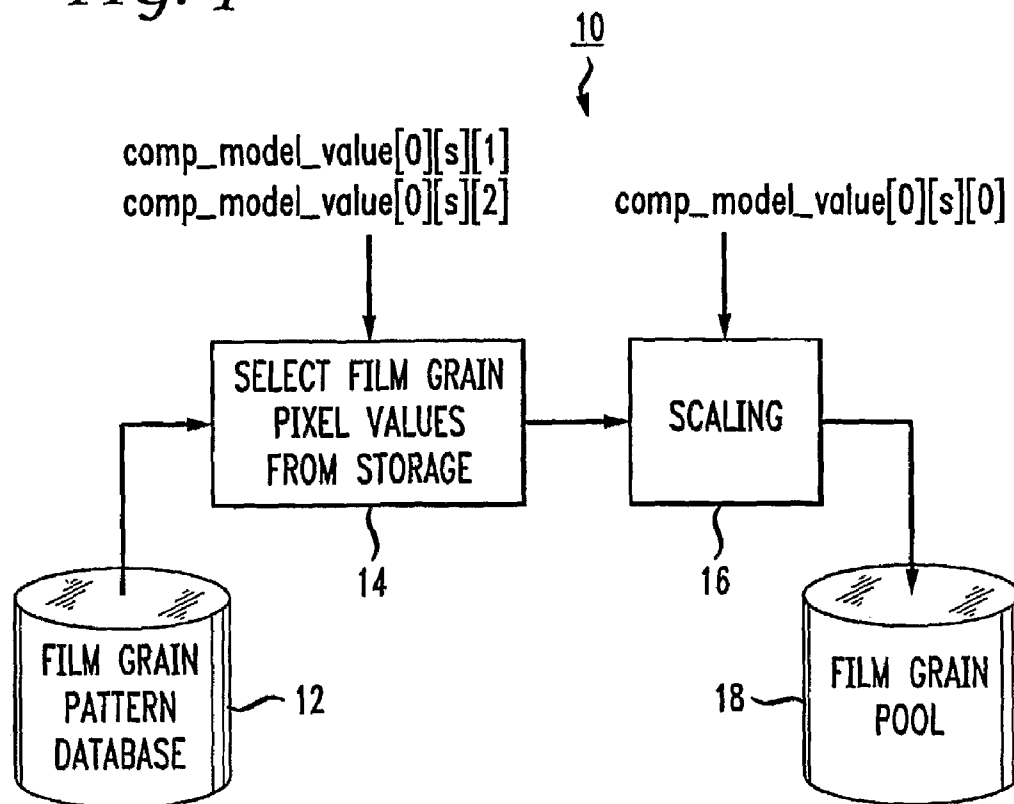 Fig. 1
10
comp_model_value[0][s][1]
comp_model_value[0][s][2]
comp_model_value[0][s][0]
SELECT FILM GRAIN
PIXEL VALUES
FROM STORAGE
SCALING
14
16
FILM GRAIN
PATTERN
DATABASE
12
18
FILM GRAIN
POOL